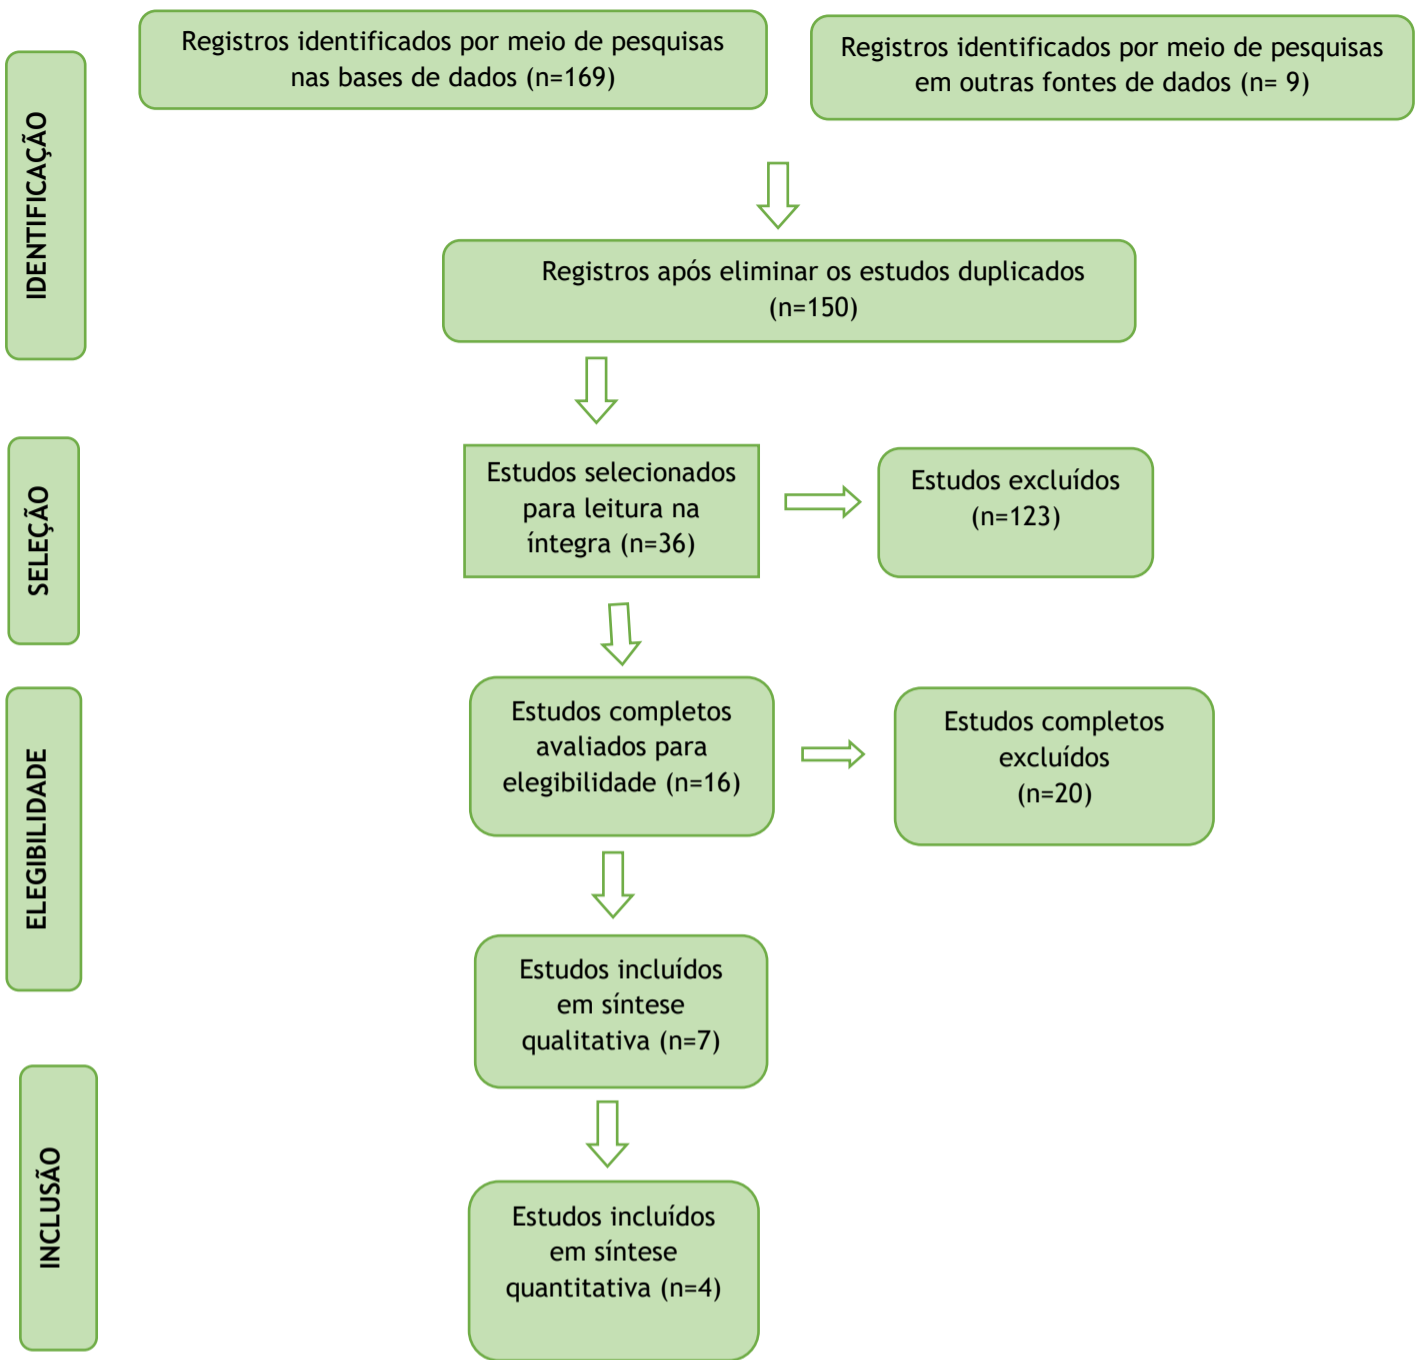 Registros identificados por meio de pesquisas
nas bases de dados (n=169)
Registros identificados por meio de pesquisas
em outras fontes de dados (n= 9)
IDENTIFICAÇÃO
Registros após eliminar os estudos duplicados
(n=150)
SELEÇÃO
Estudos selecionados
para leitura na
íntegra (n=36)
Estudos excluídos
(n=123)
ELEGIBILIDADE
Estudos completos
avaliados para
elegibilidade (n=16)
Estudos completos
excluídos
(n=20)
Estudos incluídos
em síntese
qualitativa (n=7)
INCLUSÃO
Estudos incluídos
em síntese
quantitativa (n=4)